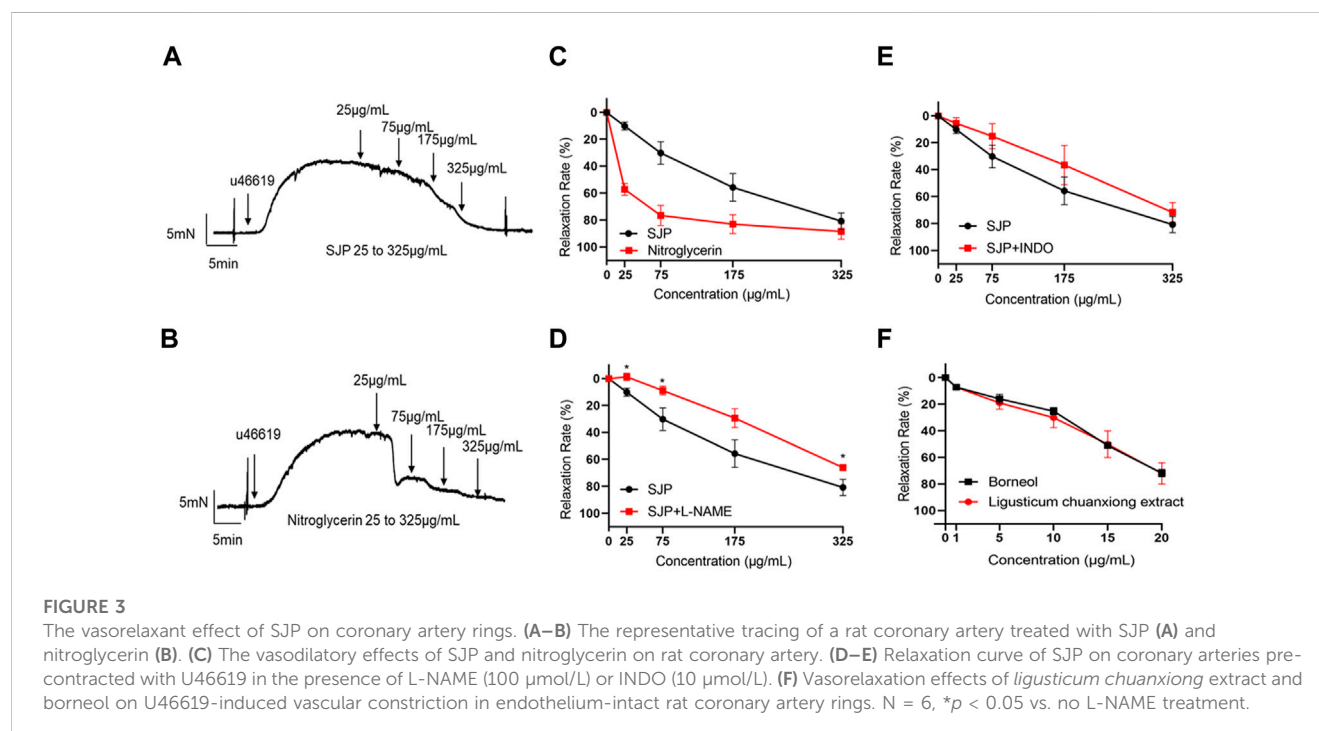 A
25µg/mL
75µg/mL
175µg/mL
325µg/mL
u46619
5mN
5min
SJP 25 to 325µg/mL
B
25µg/mL
u46619
75µg/mL
175µg/mL
325µg/mL
5mN
5min
Nitroglycerin 25 to 325µg/mL
C
Relaxation Rate (%)
0
20
40
60
80
100
SJP
Nitroglycerin
0 25 75 175 325
Concentration (µg/mL)
D
Relaxation Rate (%)
0
20
40
60
80
100
* * *
SJP
SJP+L-NAME
0 25 75 175 325
Concentration (µg/mL)
E
Relaxation Rate (%)
0
20
40
60
80
100
SJP
SJP+INDO
0 25 75 175 325
Concentration (µg/mL)
F
Relaxation Rate (%)
0
20
40
60
80
100
Borneol
Ligusticum chuanxiong extract
0 1 5 10 15 20
Concentration (µg/mL)
FIGURE 3
The vasorelaxant effect of SJP on coronary artery rings. (A–B) The representative tracing of a rat coronary artery treated with SJP (A) and
nitroglycerin (B). (C) The vasodilatory effects of SJP and nitroglycerin on rat coronary artery. (D–E) Relaxation curve of SJP on coronary arteries pre-
contracted with U46619 in the presence of L-NAME (100 μmol/L) or INDO (10 μmol/L). (F) Vasorelaxation effects of ligusticum chuanxiong extract and
borneol on U46619-induced vascular constriction in endothelium-intact rat coronary artery rings. N = 6, *p < 0.05 vs. no L-NAME treatment.